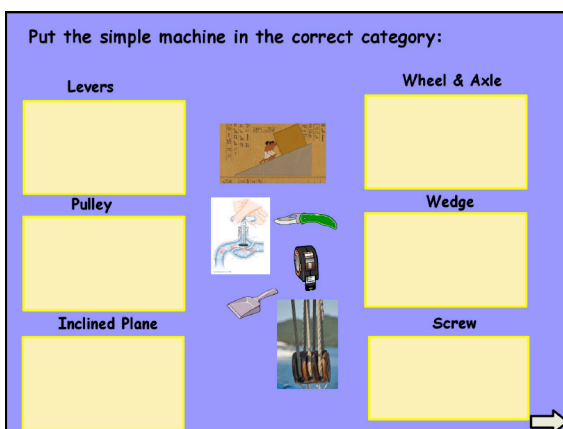 Put the simple machine in the correct category:
Levers
Wheel & Axle
Pulley
Wedge
Inclined Plane
Screw